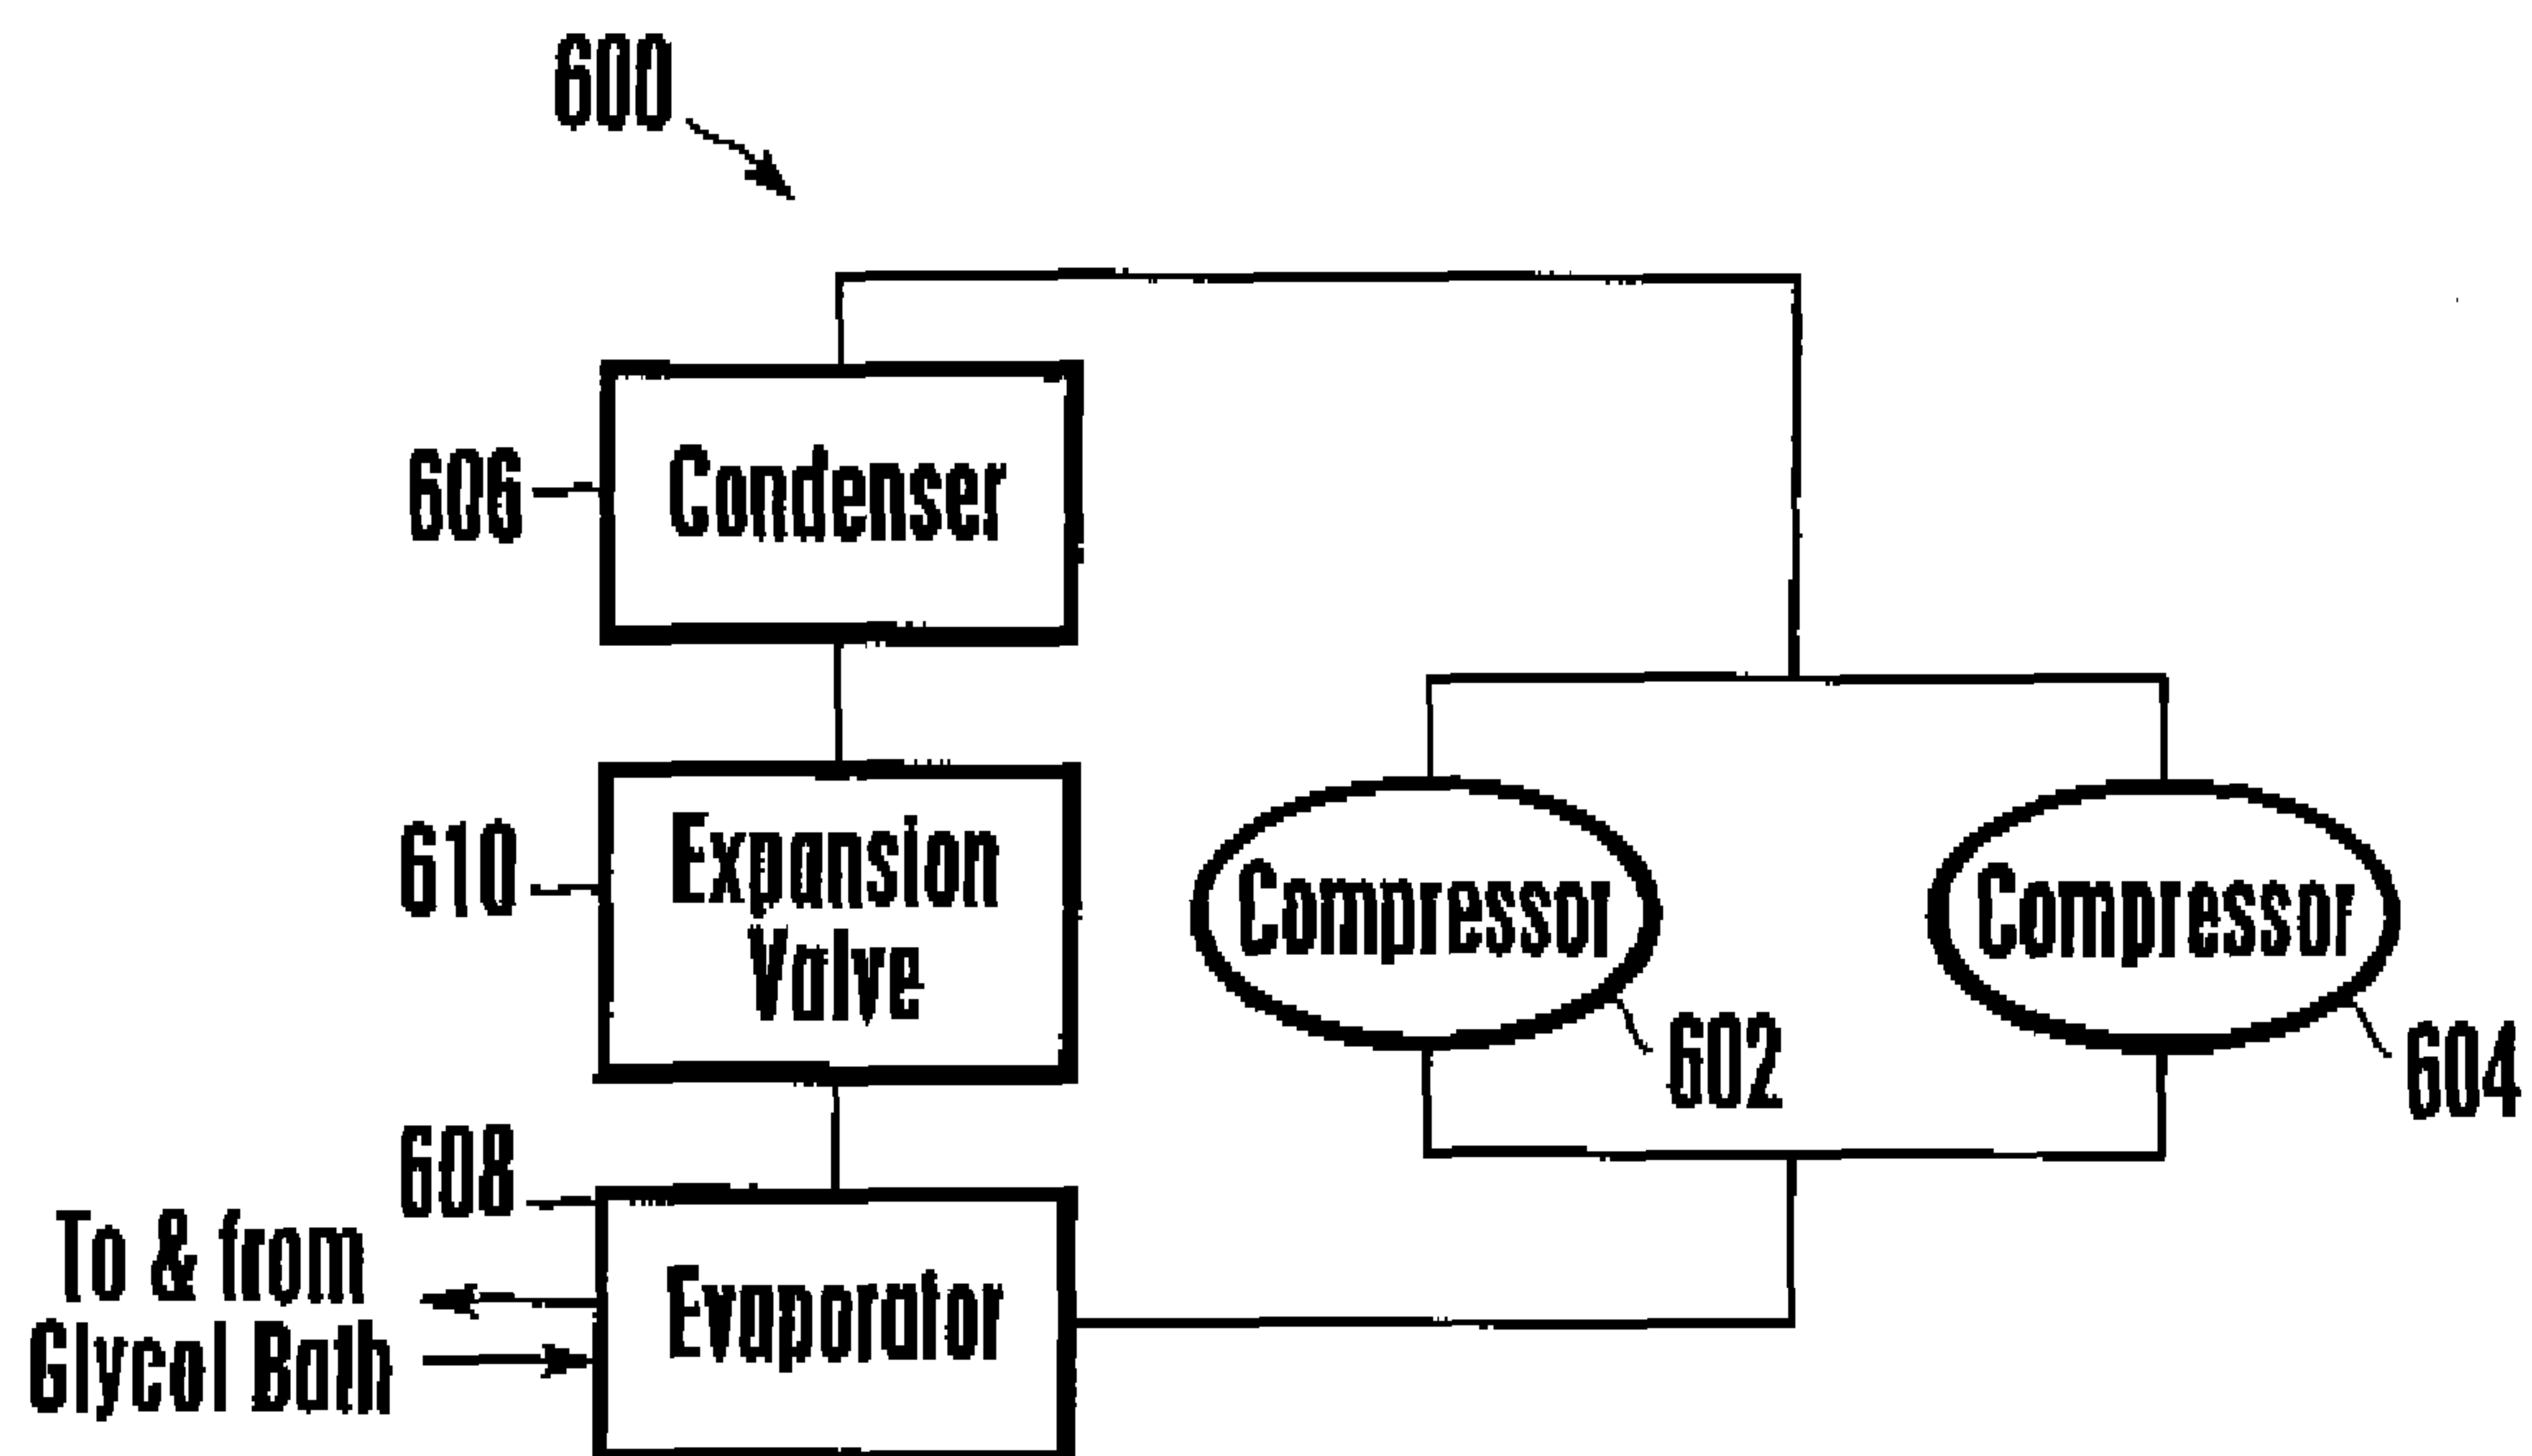 600
606
Condenser
610
Expansion
Valve
Compressor
602
Compressor
604
608
To & from
Glycol Bath
Evaporator